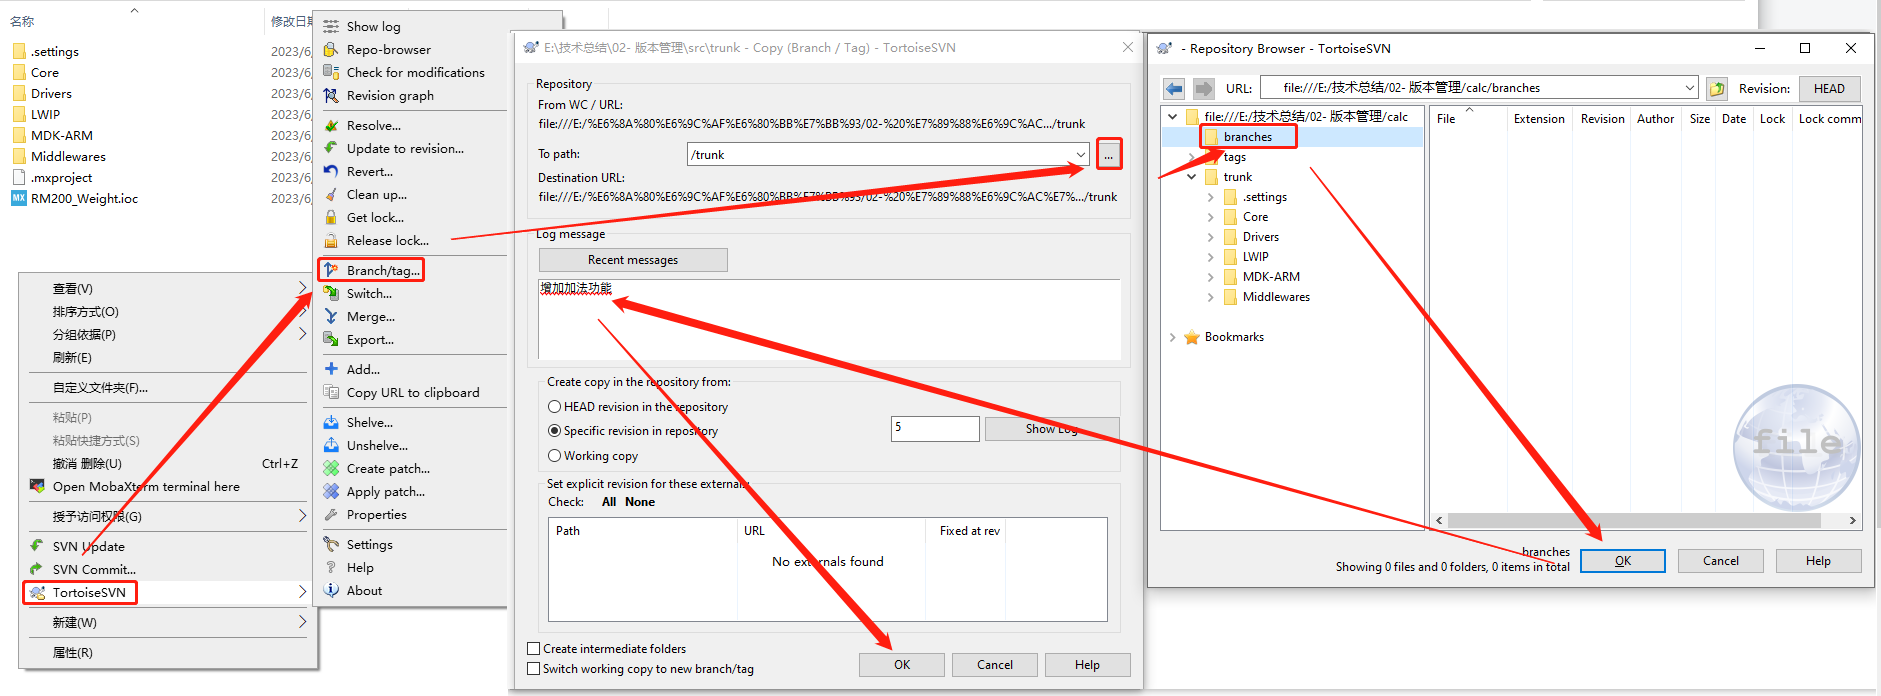 名称
修改日期
.settings
2023/6/
Core
2023/6/
Drivers
2023/6/
LWIP
2023/6/
MDK-ARM
2023/6/
Middlewares
2023/6/
.mxproject
2023/6/
MX
RM200_Weight.ioc
2023/6/
查看(V)
排序方式(O)
分组依据(P)
刷新(E)
自定义文件夹(F)...
粘贴(P)
粘贴快捷方式(S)
撤消 删除(U)
Ctrl+Z
Open MobaXterm terminal here
授予访问权限(G)
SVN Update
SVN Commit...
TortoiseSVN
新建(W)
属性(R)
Show log
Repo-browser
Check for modifications
Revision graph
Resolve...
Update to revision...
Revert...
Clean up...
Get lock...
Release lock...
Branch/tag...
Switch...
Merge...
Export...
Add...
Copy URL to clipboard
Shelve...
Unshelve...
Create patch...
Apply patch...
Properties
Settings
Help
About
E:\技术总结\02- 版本管理\src\trunk - Copy (Branch / Tag) - TortoiseSVN
Repository
From WC / URL:
file:///E:/%E6%8A%80%E6%9C%AF%E6%80%BB%E7%BB%93/02-%20%E7%89%88%E6%9C%AC.../trunk
To path:
/trunk
...
Destination URL:
file:///E:/%E6%8A%80%E6%9C%AF%E6%80%BB%E7%BB%93/02-%20%E7%89%88%E6%9C%AC%E7%.../trunk
Log message
Recent messages
增加加法功能
Create copy in the repository from:
HEAD revision in the repository
Specific revision in repository
5
Show Log
Working copy
Set explicit revision for these externals:
Check:
All
None
Path
URL
Fixed at rev
No externals found
Create intermediate folders
Switch working copy to new branch/tag
OK
Cancel
Help
- Repository Browser - TortoiseSVN
URL:
file:///E:/技术总结/02- 版本管理/calc/branches
Revision:
HEAD
file:///E:/技术总结/02- 版本管理/calc
branches
tags
trunk
.settings
Core
Drivers
LWIP
MDK-ARM
Middlewares
Bookmarks
File
Extension
Revision
Author
Size
Date
Lock
Lock comm
file
branches
Showing 0 files and 0 folders, 0 items in total
OK
Cancel
Help